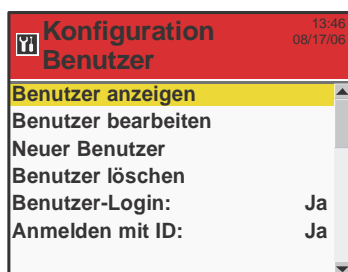 Konfiguration
Benutzer
13:46
08/17/06
Benutzer anzeigen
Benutzer bearbeiten
Neuer Benutzer
Benutzer löschen
Benutzer-Login: Ja
Anmelden mit ID: Ja